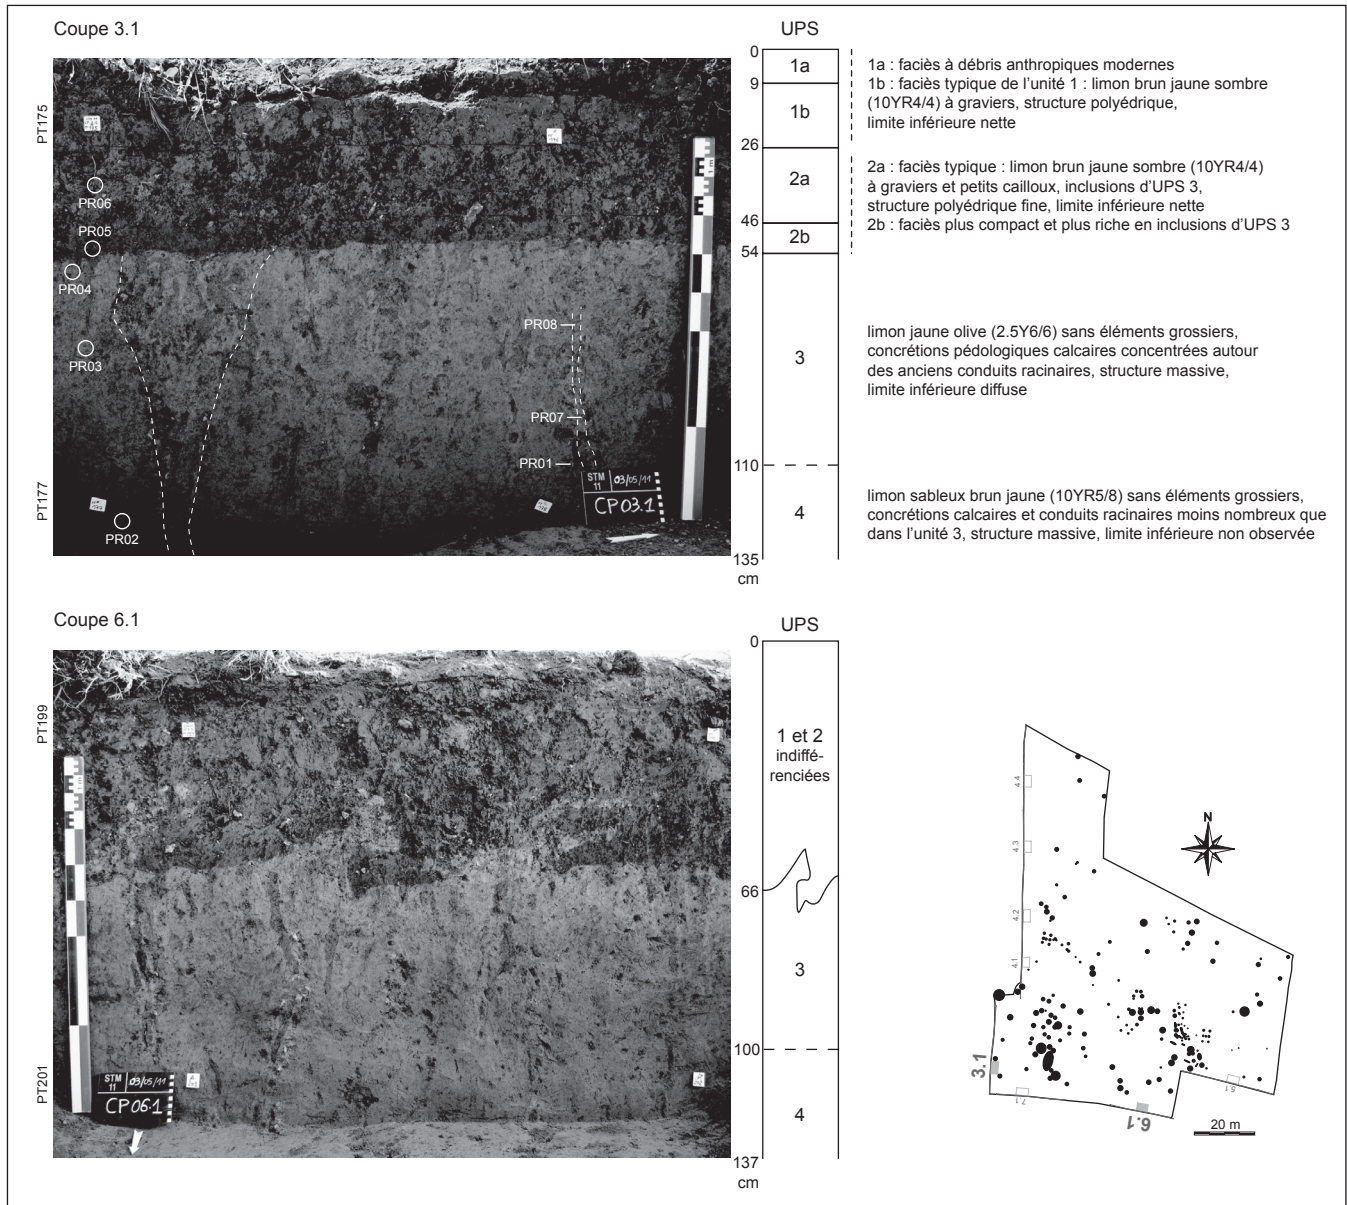 Coupe 3.1
UPS
PT175
PT177
PR06
PR05
PR04
PR03
PR02
PR08
PR07
PR01
STM 11 03/05/11
CP03.1
1 m
0
1a
9
1b
26
2a
46
2b
54
3
110
4
135
cm
1a : faciès à débris anthropiques modernes
1b : faciès typique de l’unité 1 : limon brun jaune sombre
(10YR4/4) à graviers, structure polyédrique,
limite inférieure nette
2a : faciès typique : limon brun jaune sombre (10YR4/4)
à graviers et petits cailloux, inclusions d’UPS 3,
structure polyédrique fine, limite inférieure nette
2b : faciès plus compact et plus riche en inclusions d’UPS 3
limon jaune olive (2.5Y6/6) sans éléments grossiers,
concrétions pédologiques calcaires concentrées autour
des anciens conduits racinaires, structure massive,
limite inférieure diffuse
limon sableux brun jaune (10YR5/8) sans éléments grossiers,
concrétions calcaires et conduits racinaires moins nombreux que
dans l’unité 3, structure massive, limite inférieure non observée
Coupe 6.1
UPS
PT199
PT201
1 m
STM 11 03/05/11
CP06.1
0
1 et 2
indiffé-
renciées
66
3
100
4
137
cm
4.4
4.3
4.2
4.1
3.1
7.1
6.1
5.1
N
20 m